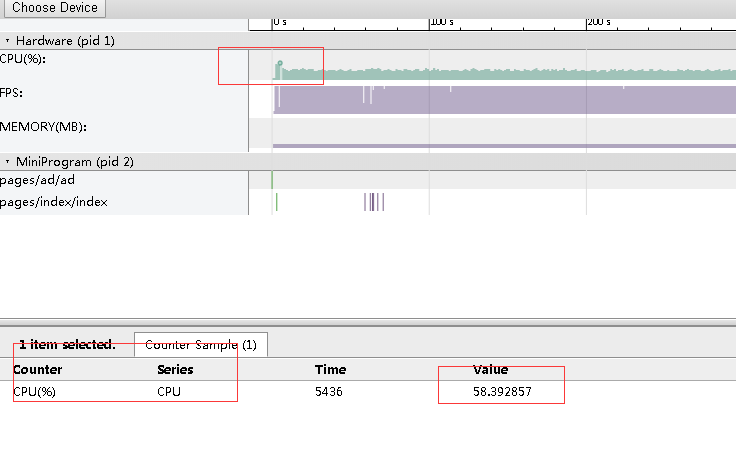 Choose Device
0 s 100 s 200 s
Hardware (pid 1)
CPU(%):
FPS:
MEMORY(MB):
MiniProgram (pid 2)
pages/ad/ad
pages/index/index
1 item selected. Counter Sample (1)
Counter Series Time Value
CPU(%) CPU 5436 58.392857